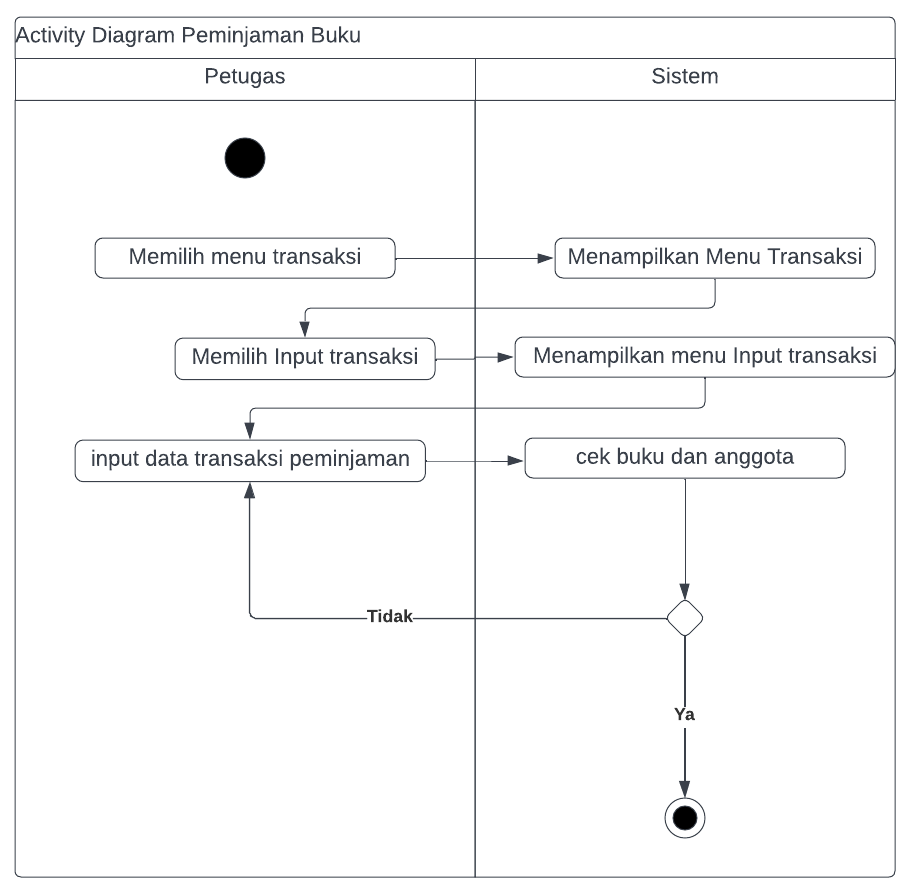 Activity Diagram Peminjaman Buku
Petugas
Sistem
Memilih menu transaksi
Menampilkan Menu Transaksi
Memilih Input transaksi
Menampilkan menu Input transaksi
input data transaksi peminjaman
cek buku dan anggota
Tidak
Ya